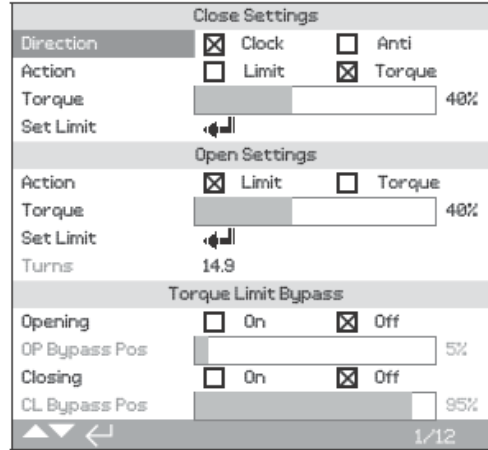 Close Settings
Direction Clock Anti
Action Limit Torque
Torque 40%
Set Limit
Open Settings
Action Limit Torque
Torque 40%
Set Limit
Turns 14.9
Torque Limit Bypass
Opening On Off
OP Bypass Pos 5%
Closing On Off
CL Bypass Pos 95%
1/12